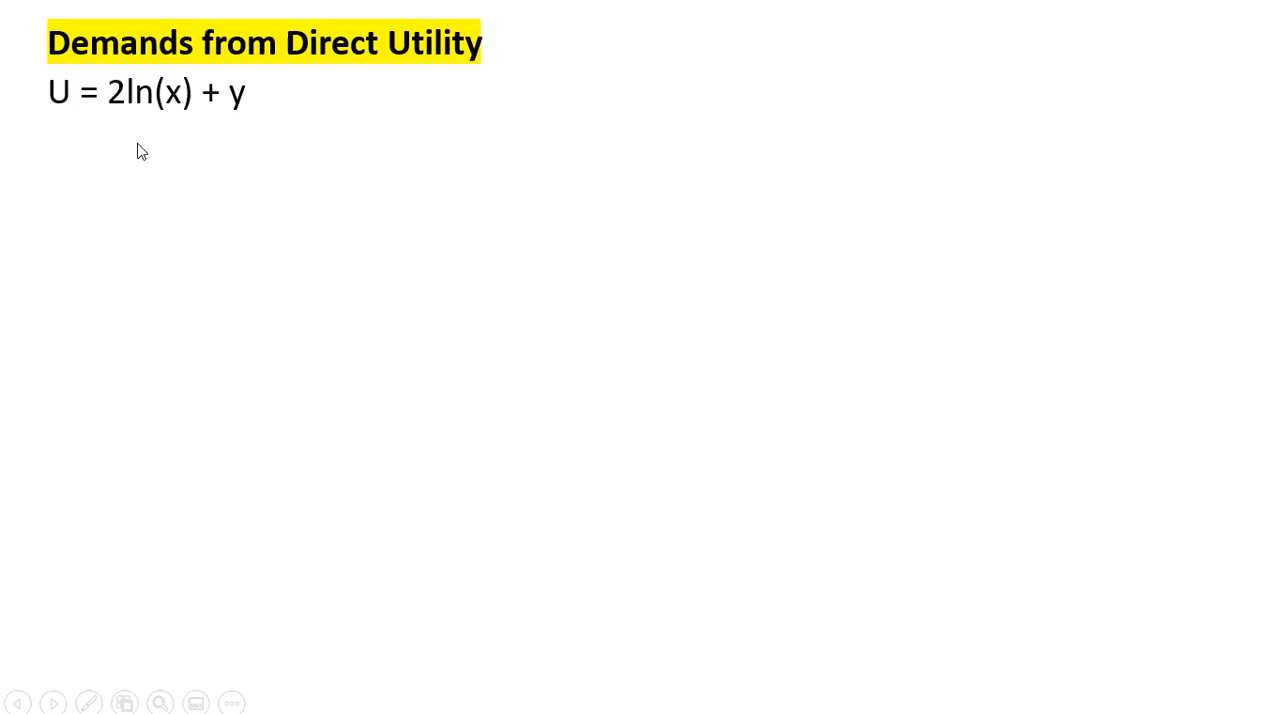 Demands from Direct Utility
U = 2ln(x) + y